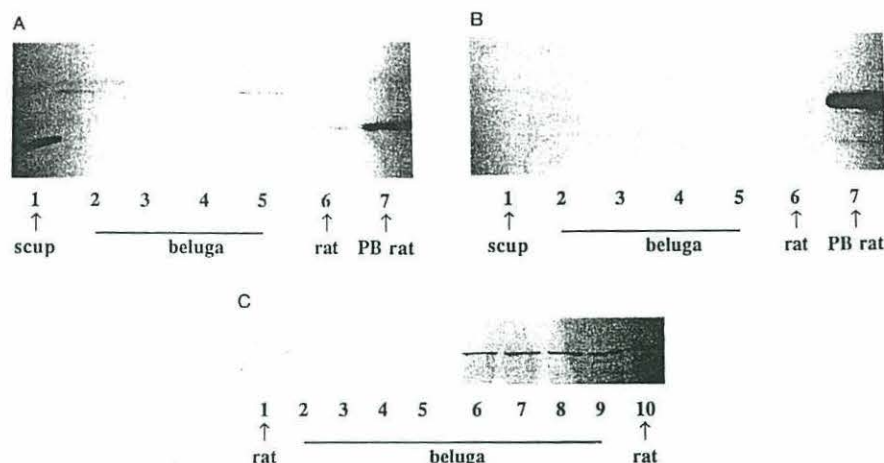 A
1 2 3 4 5 6 7
↑ ↑ ↑
scup beluga rat PB rat
B
1 2 3 4 5 6 7
↑ ↑ ↑
scup beluga rat PB rat
C
1 2 3 4 5 6 7 8 9 10
↑ ↑
rat beluga rat